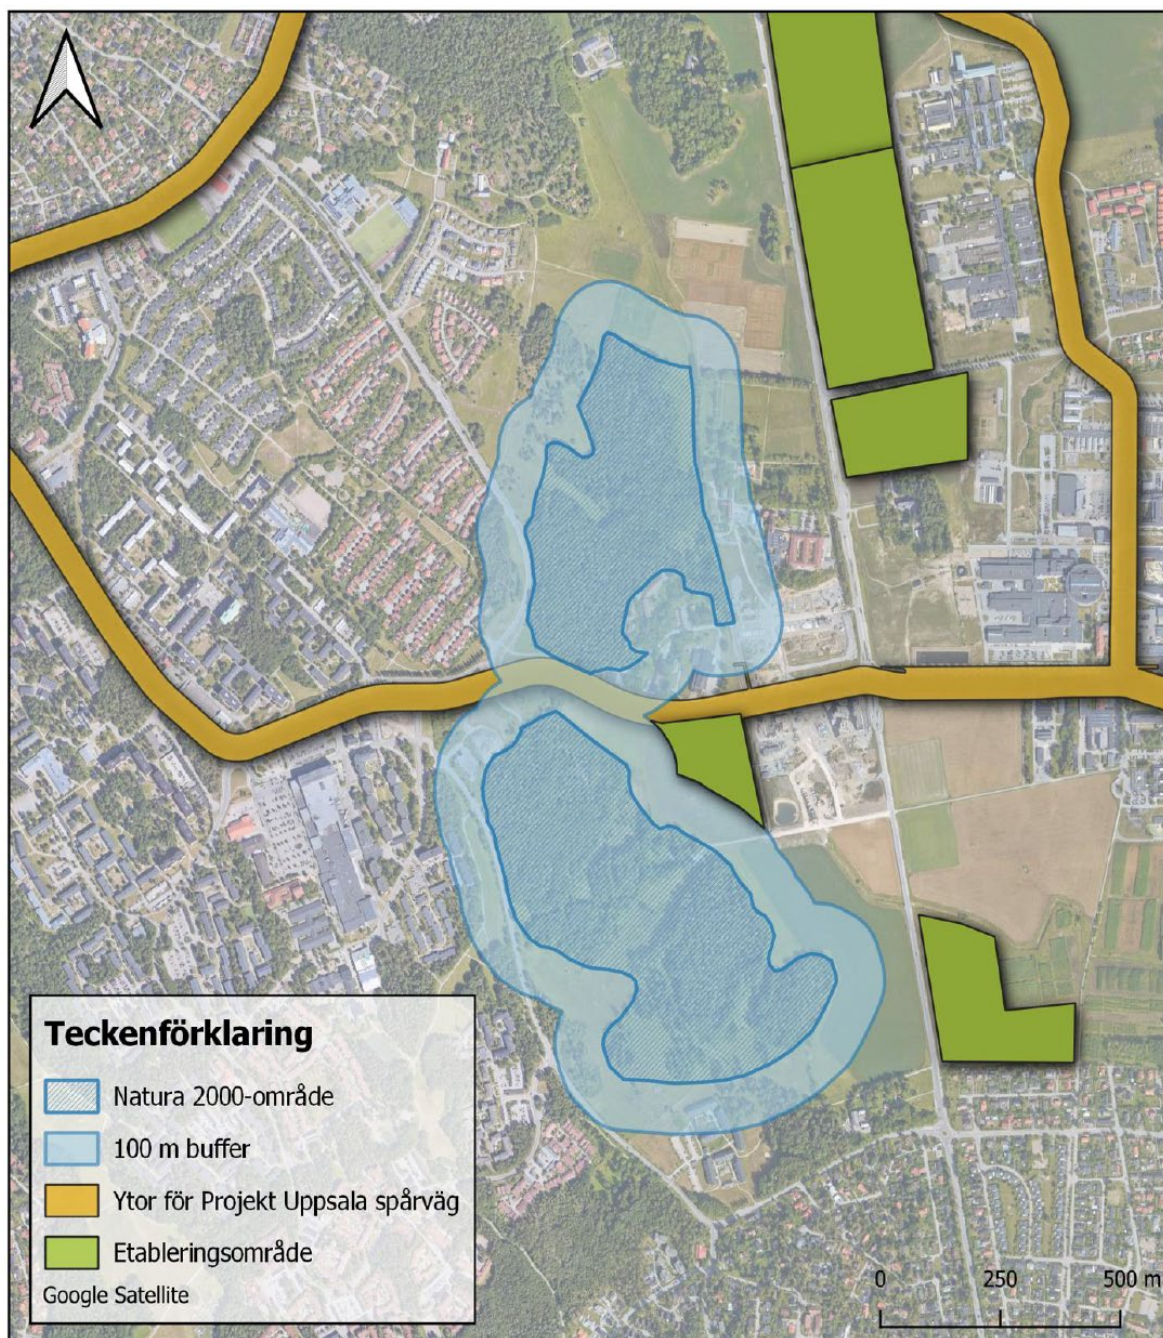 Teckenförklaring
Natura 2000-område
100 m buffer
Ytor för Projekt Uppsala spårväg
Etableringsområde
Google Satellite
0 250 500 m